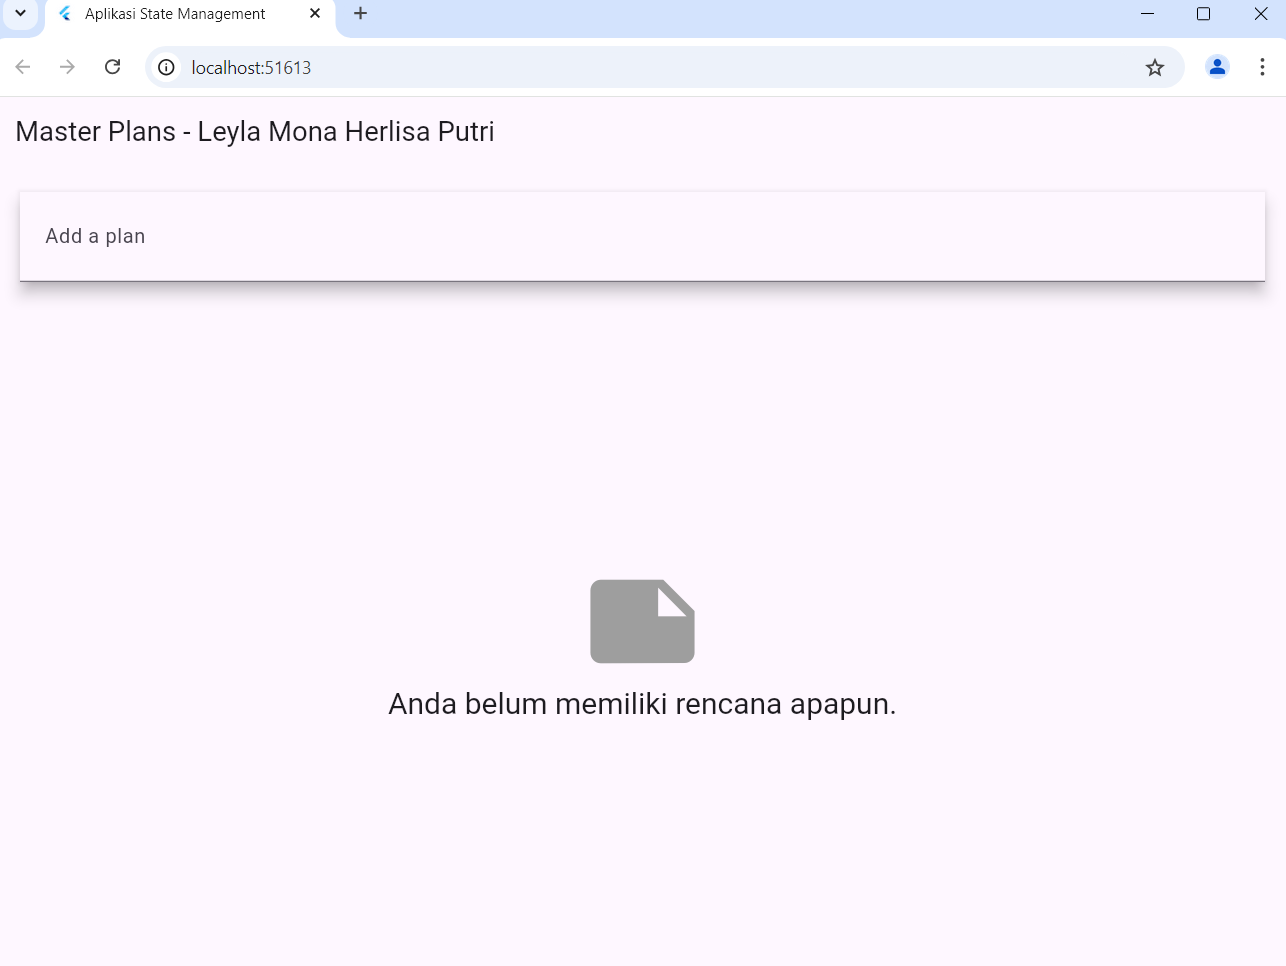 Aplikasi State Management
localhost:51613
Master Plans - Leyla Mona Herlisa Putri
Add a plan
Anda belum memiliki rencana apapun.